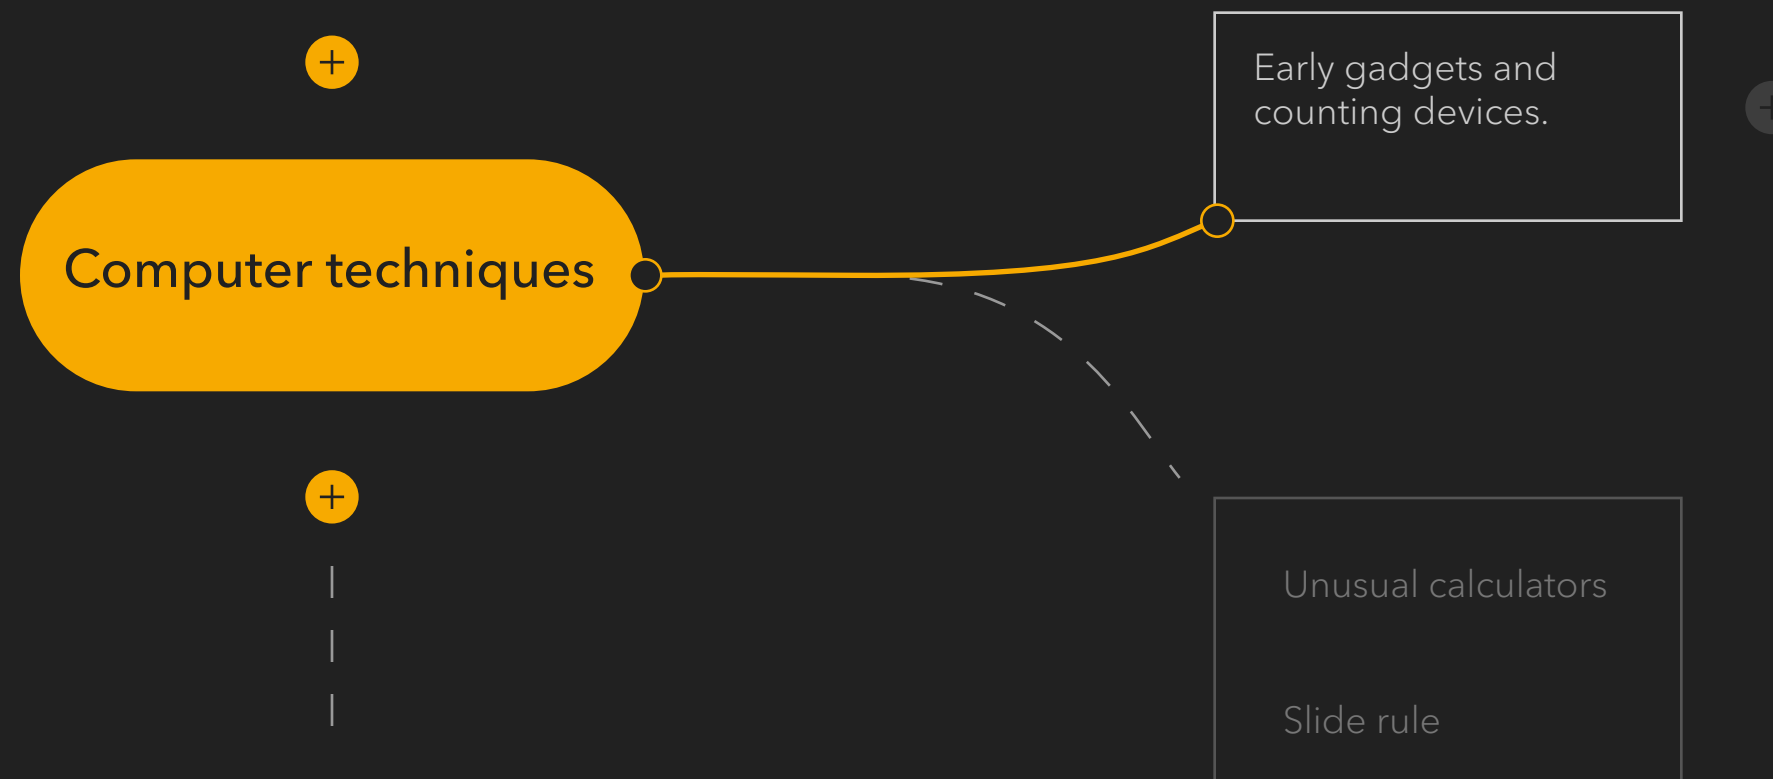 Computer techniques
Early gadgets and
counting devices.
Unusual calculators
Slide rule